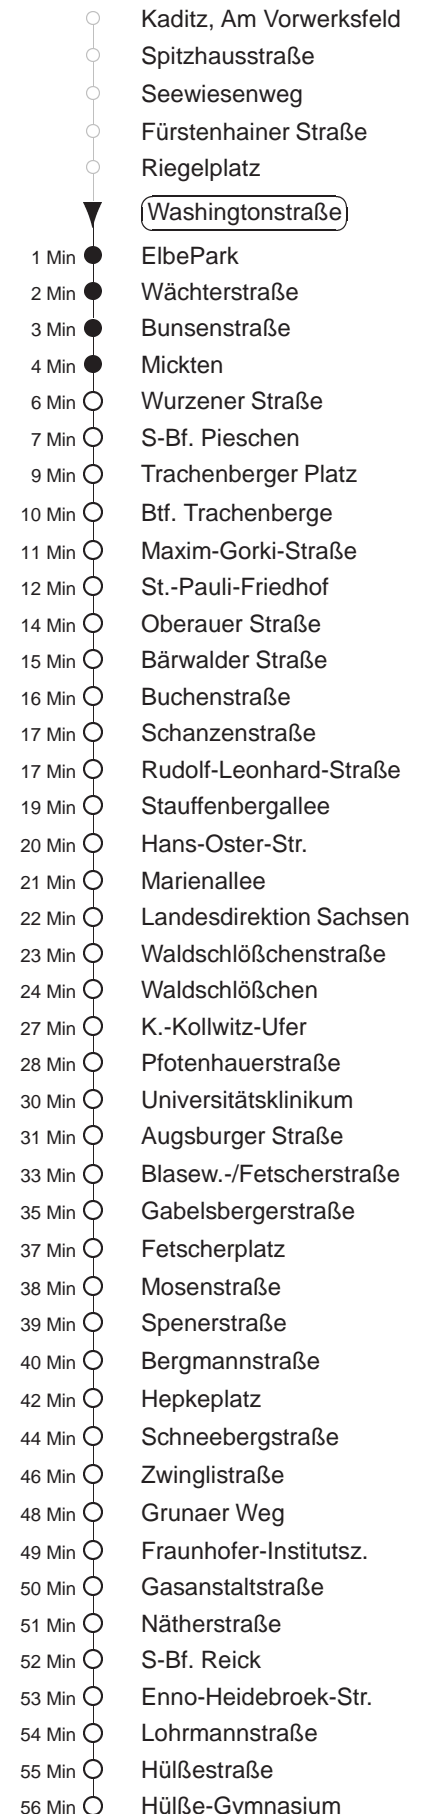 Kaditz, Am Vorwerksfeld
Spitzhausstraße
Seewiesenweg
Fürstenhainer Straße
Riegelplatz
Washingtonstraße
1 Min ElbePark
2 Min Wächterstraße
3 Min Bunsenstraße
4 Min Mickten
6 Min Wurzener Straße
7 Min S-Bf. Pieschen
9 Min Trachenberger Platz
10 Min Btf. Trachenberge
11 Min Maxim-Gorki-Straße
12 Min St.-Pauli-Friedhof
14 Min Oberauer Straße
15 Min Bärwalder Straße
16 Min Buchenstraße
17 Min Schanzenstraße
17 Min Rudolf-Leonhard-Straße
19 Min Stauffenbergallee
20 Min Hans-Oster-Str.
21 Min Marienallee
22 Min Landesdirektion Sachsen
23 Min Waldschlößchenstraße
24 Min Waldschlößchen
27 Min K.-Kollwitz-Ufer
28 Min Pfotenhauerstraße
30 Min Universitätsklinikum
31 Min Augsburger Straße
33 Min Blasew.-/Fetscherstraße
35 Min Gabelsbergerstraße
37 Min Fetscherplatz
38 Min Mosenstraße
39 Min Spenerstraße
40 Min Bergmannstraße
42 Min Hepkeplatz
44 Min Schneebergstraße
46 Min Zwinglistraße
48 Min Grunaer Weg
49 Min Fraunhofer-Institutsz.
50 Min Gasanstaltstraße
51 Min Nätherstraße
52 Min S-Bf. Reick
53 Min Enno-Heidebroek-Str.
54 Min Lohrmannstraße
55 Min Hülßestraße
56 Min Hülße-Gymnasium